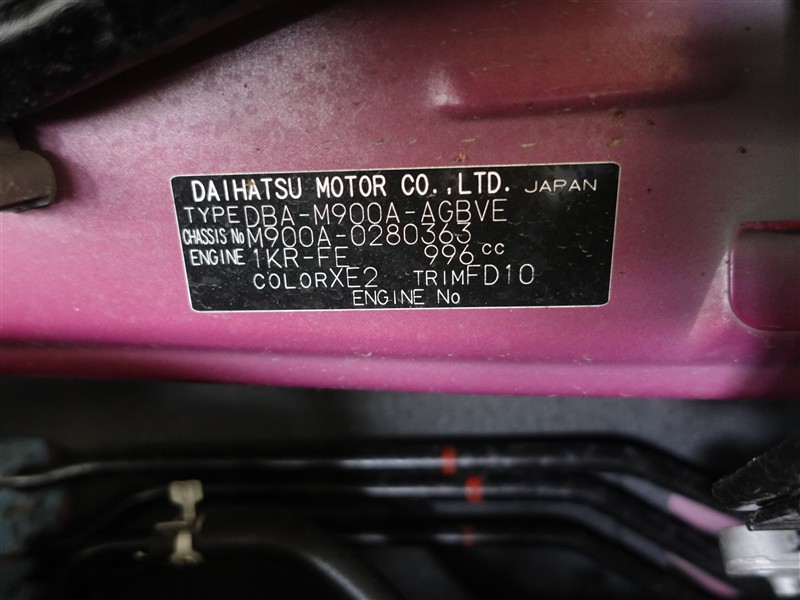 DAIHATSU MOTOR CO.,LTD. JAPAN
TYPE DBA-M900A-AGBVE
CHASSIS No M900A-0280363
ENGINE 1KR-FE 996 cc
COLOR XE2 TRIM FD10
ENGINE No